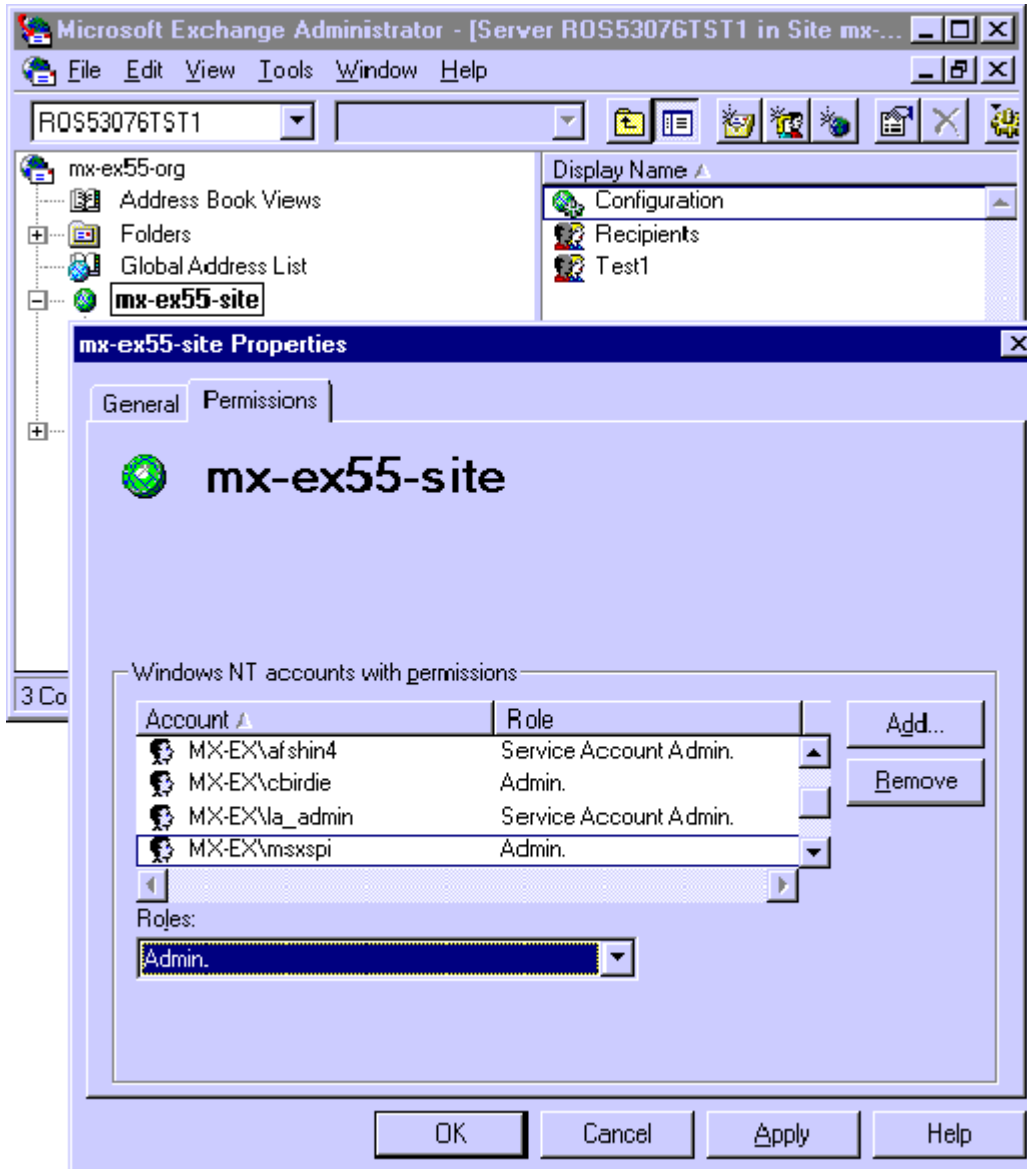 Microsoft Exchange Administrator - [Server ROS53076TST1 in Site mx-...
File Edit View Tools Window Help
ROS53076TST1
mx-ex55-org
Address Book Views
Folders
Global Address List
mx-ex55-site
Display Name
Configuration
Recipients
Test1
mx-ex55-site Properties
General Permissions
mx-ex55-site
Windows NT accounts with permissions
3 Co
Account Role
MX-EX\afshin4 Service Account Admin.
MX-EX\cbirdie Admin.
MX-EX\la_admin Service Account Admin.
MX-EX\msxspi Admin.
Add...
Remove
Roles:
Admin.
OK Cancel Apply Help